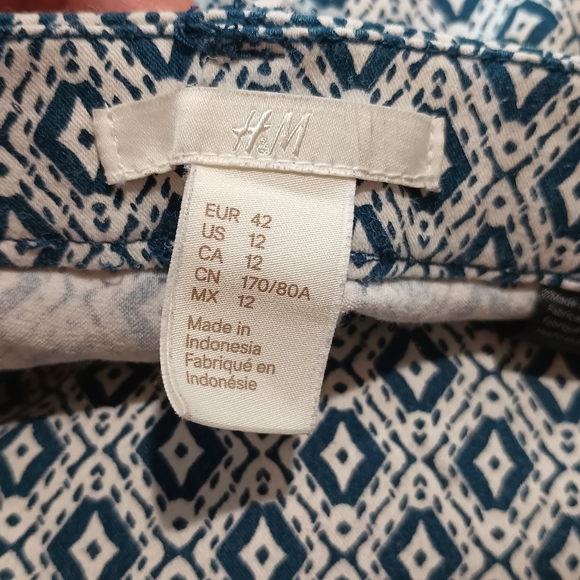 H&M
EUR 42
US 12
CA 12
CN 170/80A
MX 12
Made in
Indonesia
Fabriqué en
Indonésie